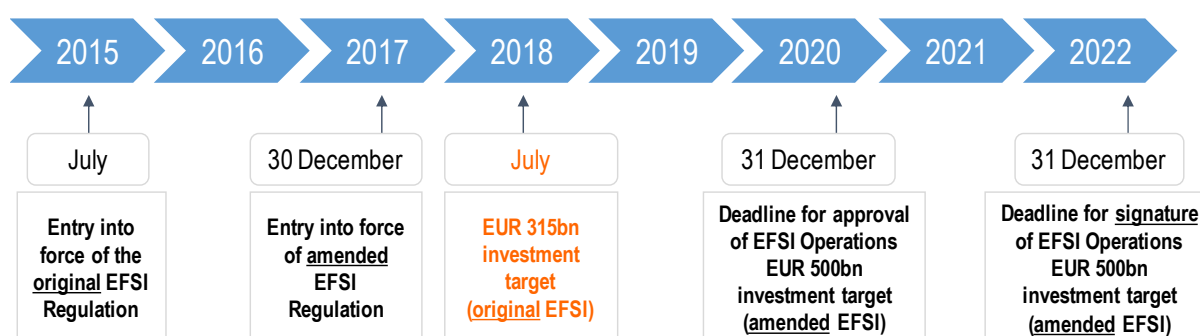 2015 2016 2017 2018 2019 2020 2021 2022
July
30 December
July
31 December
31 December
Entry into
force of the
original EFSI
Regulation
Entry into force
of amended
EFSI
Regulation
EUR 315bn
investment
target
(original EFSI)
Deadline for approval
of EFSI Operations
EUR 500bn
investment target
(amended EFSI)
Deadline for signature
of EFSI Operations
EUR 500bn
investment target
(amended EFSI)